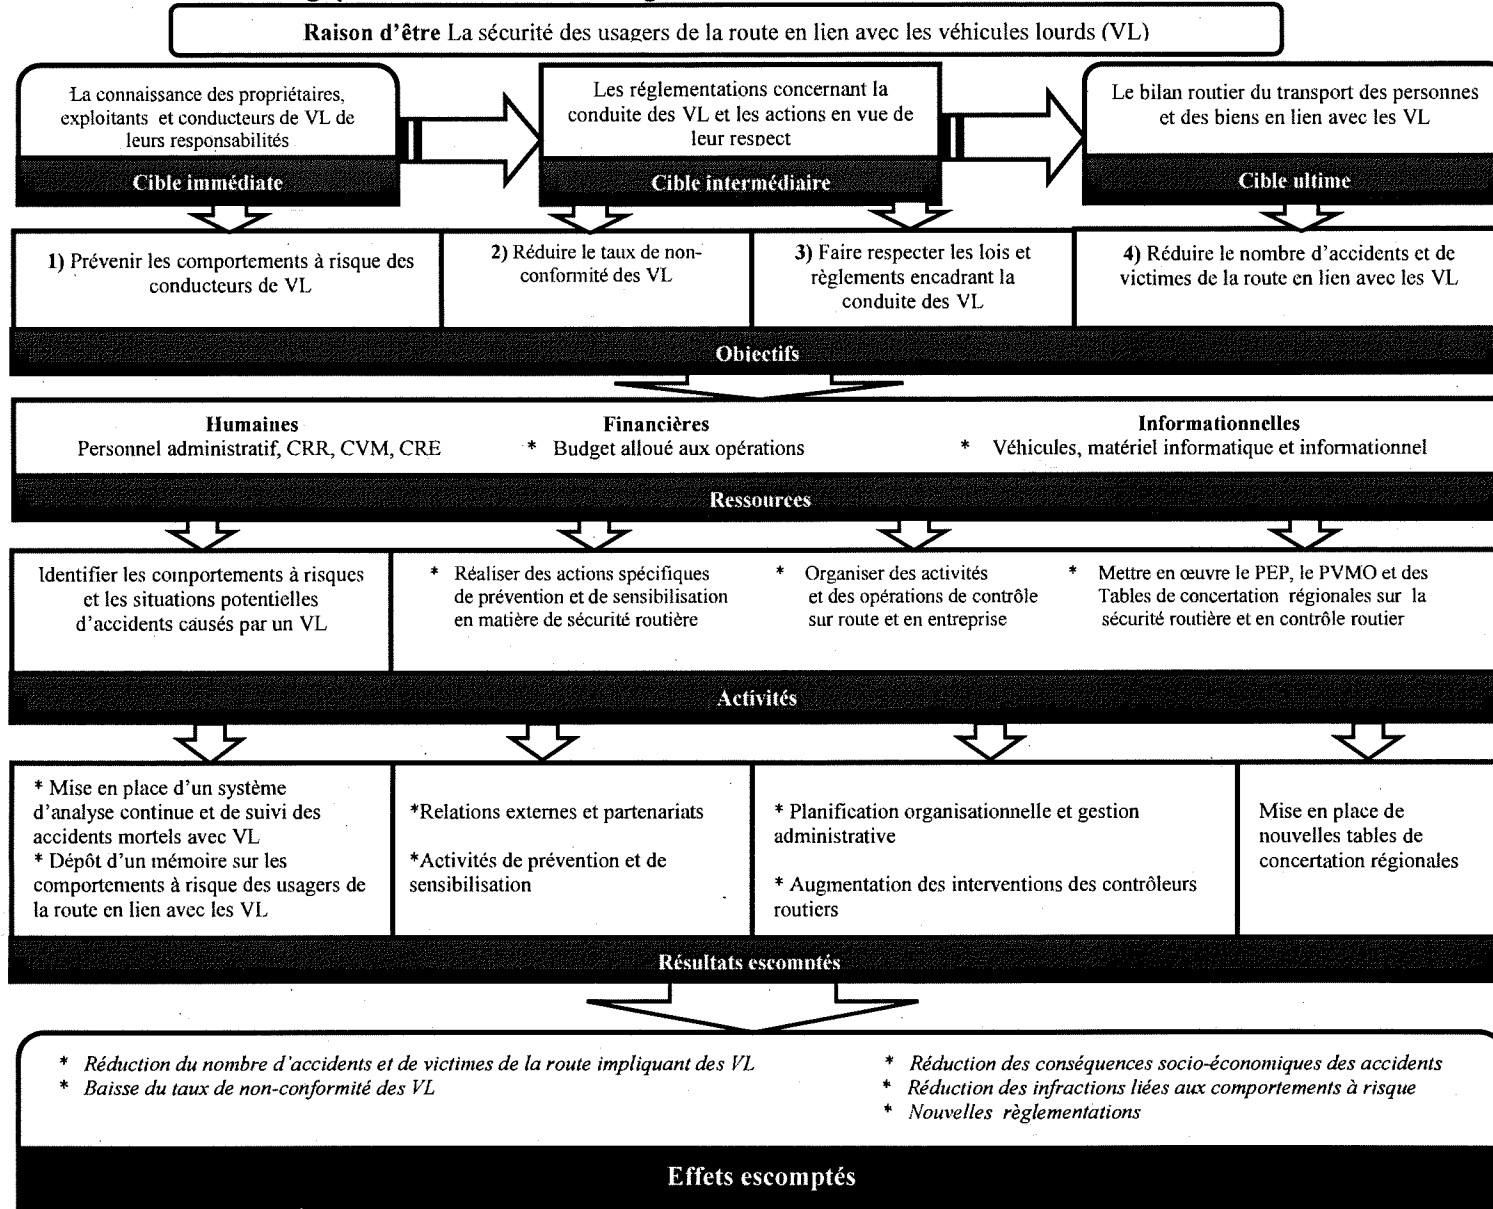 Raison d'être La sécurité des usagers de la route en lien avec les véhicules lourds (VL)
La connaissance des propriétaires,
exploitants et conducteurs de VL de
leurs responsabilités
Cible immédiate
Les réglementations concernant la
conduite des VL et les actions en vue de
leur respect
Cible intermédiaire
Le bilan routier du transport des personnes
et des biens en lien avec les VL
Cible ultime
1) Prévenir les comportements à risque des
conducteurs de VL
2) Réduire le taux de non-
conformité des VL
3) Faire respecter les lois et
règlements encadrant la
conduite des VL
4) Réduire le nombre d'accidents et de
victimes de la route en lien avec les VL
Objectifs
Humaines
Personnel administratif, CRR, CVM, CRE
Financières
* Budget alloué aux opérations
Informationnelles
* Véhicules, matériel informatique et informationnel
Ressources
Identifier les comportements à risques
et les situations potentielles
d'accidents causés par un VL
* Réaliser des actions spécifiques
de prévention et de sensibilisation
en matière de sécurité routière
* Organiser des activités
et des opérations de contrôle
sur route et en entreprise
* Mettre en œuvre le PEP, le PVMO et des
Tables de concertation régionales sur la
sécurité routière et en contrôle routier
Activités
* Mise en place d'un système
d'analyse continue et de suivi des
accidents mortels avec VL
* Dépôt d'un mémoire sur les
comportements à risque des usagers de
la route en lien avec les VL
*Relations externes et partenariats
*Activités de prévention et de
sensibilisation
* Planification organisationnelle et gestion
administrative
* Augmentation des interventions des contrôleurs
routiers
Mise en place de
nouvelles tables de
concertation régionales
Résultats escomptés
* Réduction du nombre d'accidents et de victimes de la route impliquant des VL
* Baisse du taux de non-conformité des VL
* Réduction des conséquences socio-économiques des accidents
* Réduction des infractions liées aux comportements à risque
* Nouvelles règlementations
Effets escomptés